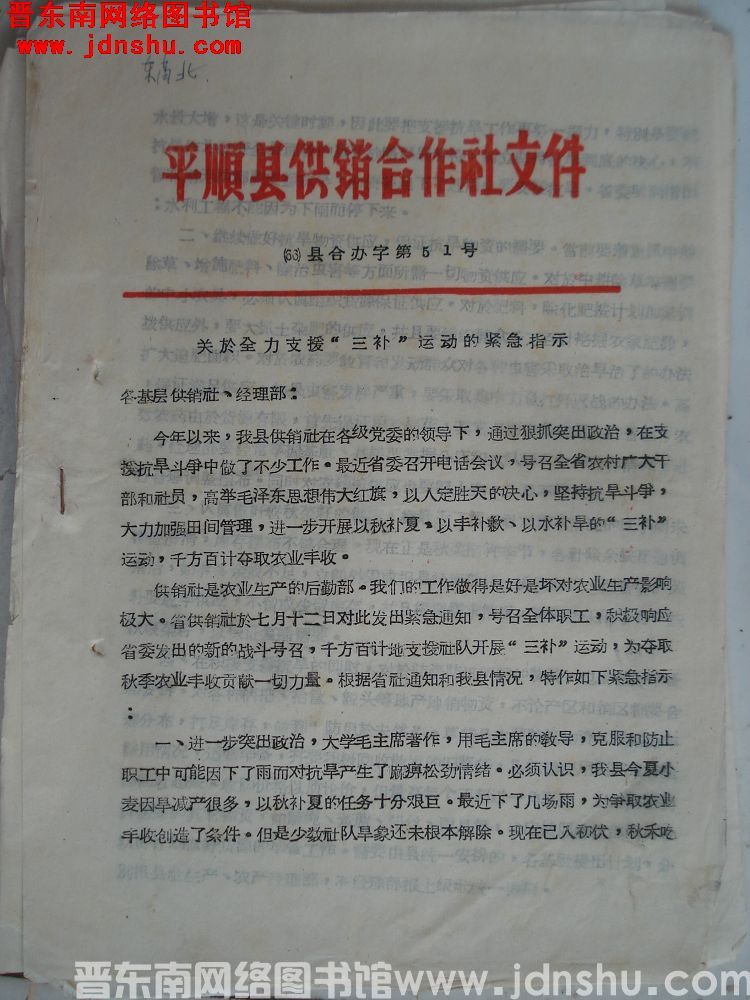 晋东南网络图书馆
www.jdnshu.com
平顺县供销合作社文件
县合办字第51号
关於全力支援“三补”运动的紧急指示
各基层供销社、经理部：
今年以来，我县供销社在各级党委的领导下，通过狠抓突出政治，在支
援抗旱斗争中做了不少工作。最近省委召开电话会议，号召全省农村广大干
部和社员，高举毛泽东思想伟大红旗，以人定胜天的决心，坚持抗旱斗争，
大力加强田间管理，进一步开展以秋补夏、以丰补歉、以水补旱的“三补”
运动，千方百计夺取农业丰收。
供销社是农业生产的后勤部。我们的工作做得是好是坏对农业生产影响
极大。省供销社於七月十二日对此发出紧急通知，号召全体职工，积极响应
省委发出的新的战斗号召，千方百计地支援社队开展“三补”运动，为夺取
秋季农业丰收贡献一切力量。根据省社通知和我县情况，特作如下紧急指示
：
一、进一步突出政治，大学毛主席著作，用毛主席的教导，克服和防止
职工中可能因下了雨而对抗旱产生了麻痹松劲情绪。必须认识，我县今夏小
麦因旱减产很多，以秋补夏的任务十分艰巨。最近下了几场雨，为争取农业
丰收创造了条件。但是少数社队旱象还未根本解除。现在已入初伏，秋禾吃
晋东南网络图书馆www.jdnshu.com